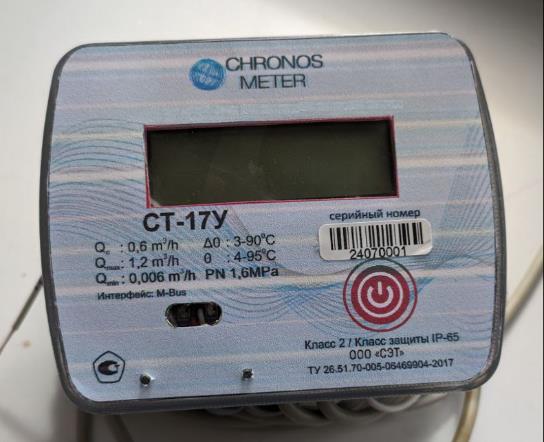 CHRONOS
METER
СТ-17У
серийный номер
24070001
Qn : 0,6 m³/h Δθ : 3-90°C
Qmax : 1,2 m³/h θ : 4-95°C
Qmin : 0,006 m³/h PN 1,6MPa
Интерфейс: M-Bus
Класс 2 / Класс защиты IP-65
ООО «СЭТ»
ТУ 26.51.70-005-06469904-2017